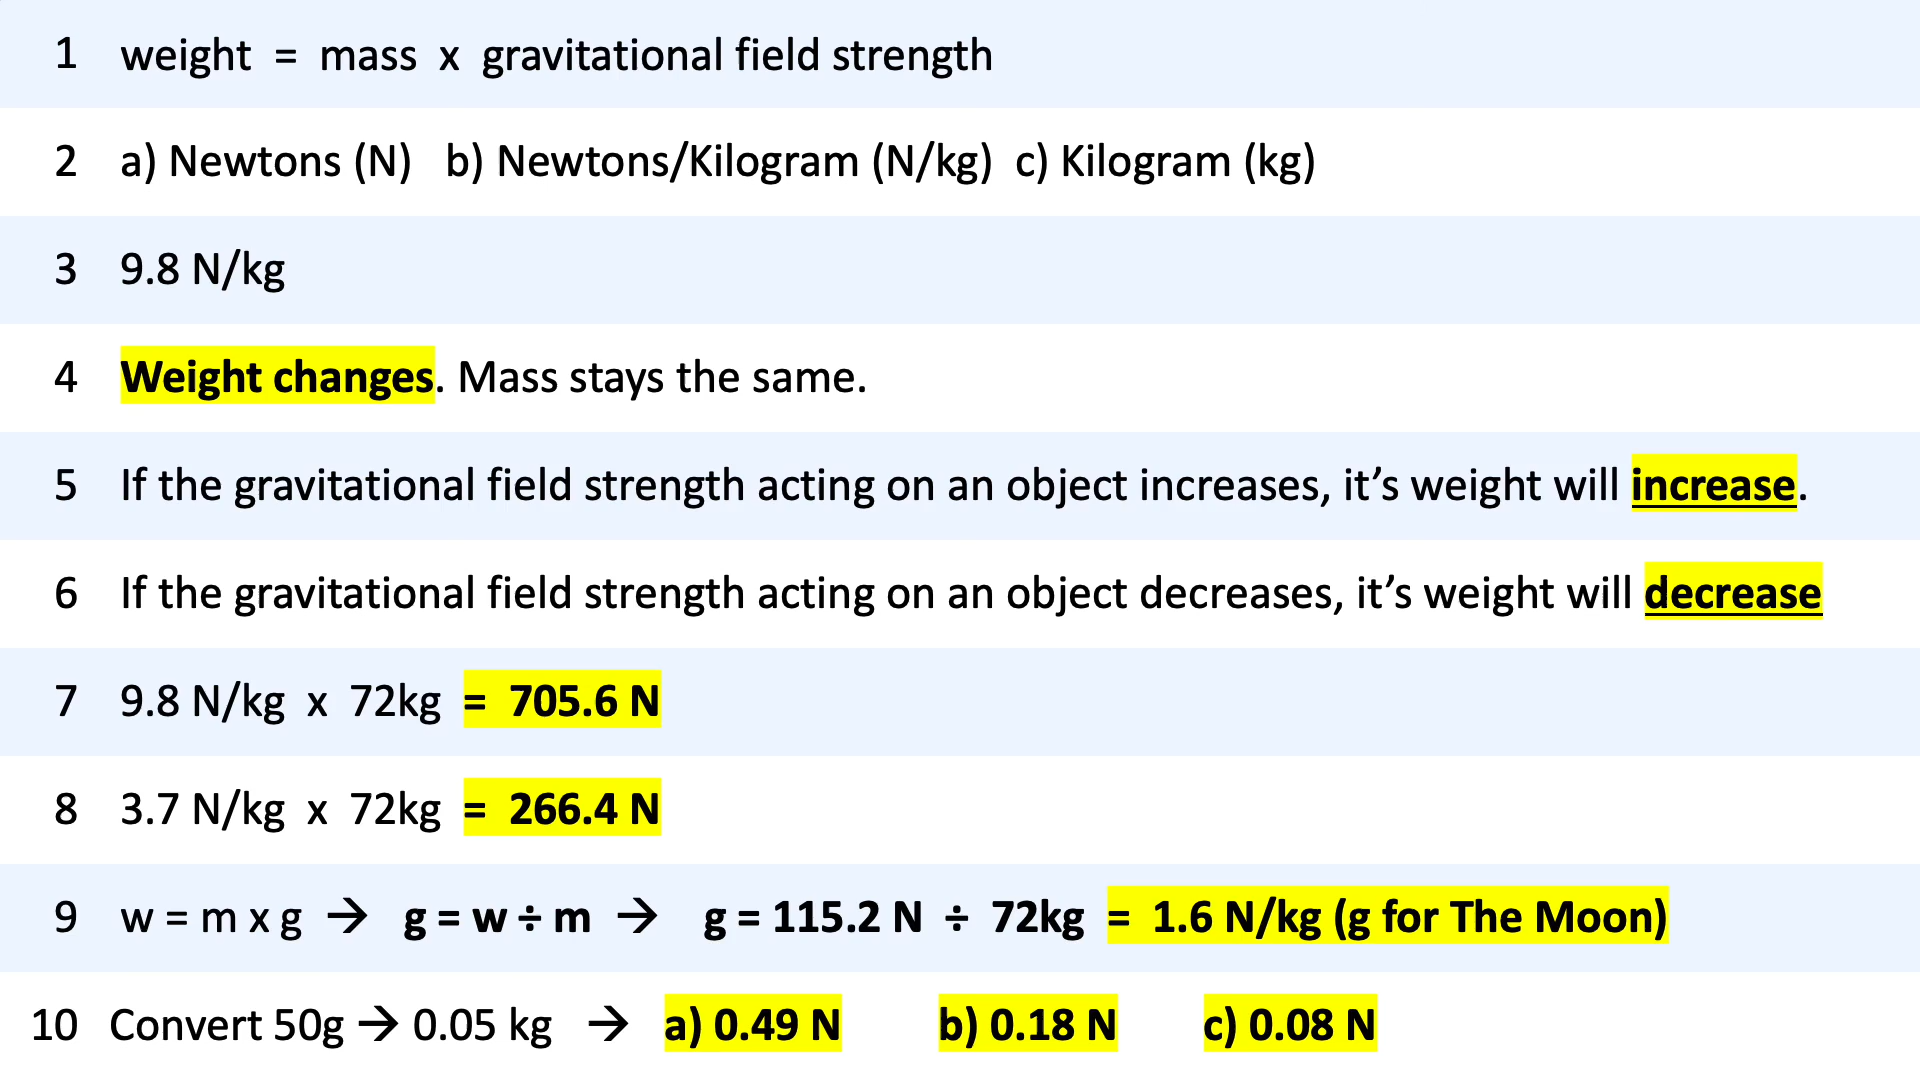 1 weight = mass x gravitational field strength
2 a) Newtons (N) b) Newtons/Kilogram (N/kg) c) Kilogram (kg)
3 9.8 N/kg
4 Weight changes. Mass stays the same.
5 If the gravitational field strength acting on an object increases, it’s weight will increase.
6 If the gravitational field strength acting on an object decreases, it’s weight will decrease
7 9.8 N/kg x 72kg = 705.6 N
8 3.7 N/kg x 72kg = 266.4 N
9 w = m x g → g = w ÷ m → g = 115.2 N ÷ 72kg = 1.6 N/kg (g for The Moon)
10 Convert 50g → 0.05 kg → a) 0.49 N b) 0.18 N c) 0.08 N